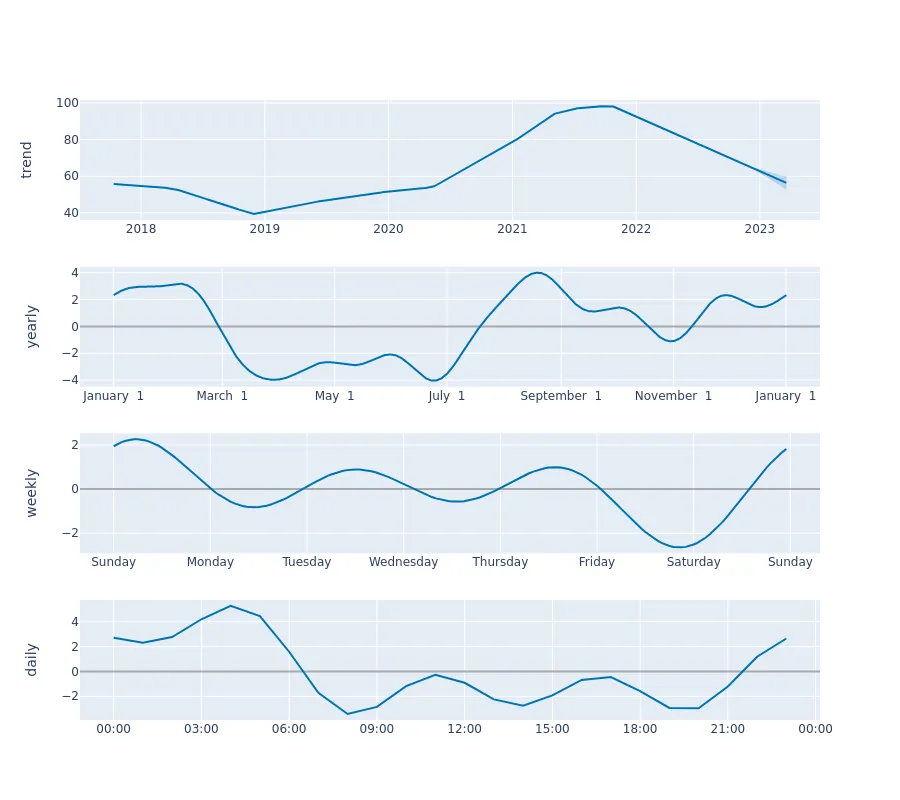 trend
100
80
60
40
2018 2019 2020 2021 2022 2023
yearly
4
2
0
−2
−4
January 1 March 1 May 1 July 1 September 1 November 1 January 1
weekly
2
0
−2
Sunday Monday Tuesday Wednesday Thursday Friday Saturday Sunday
daily
4
2
0
−2
00:00 03:00 06:00 09:00 12:00 15:00 18:00 21:00 00:00